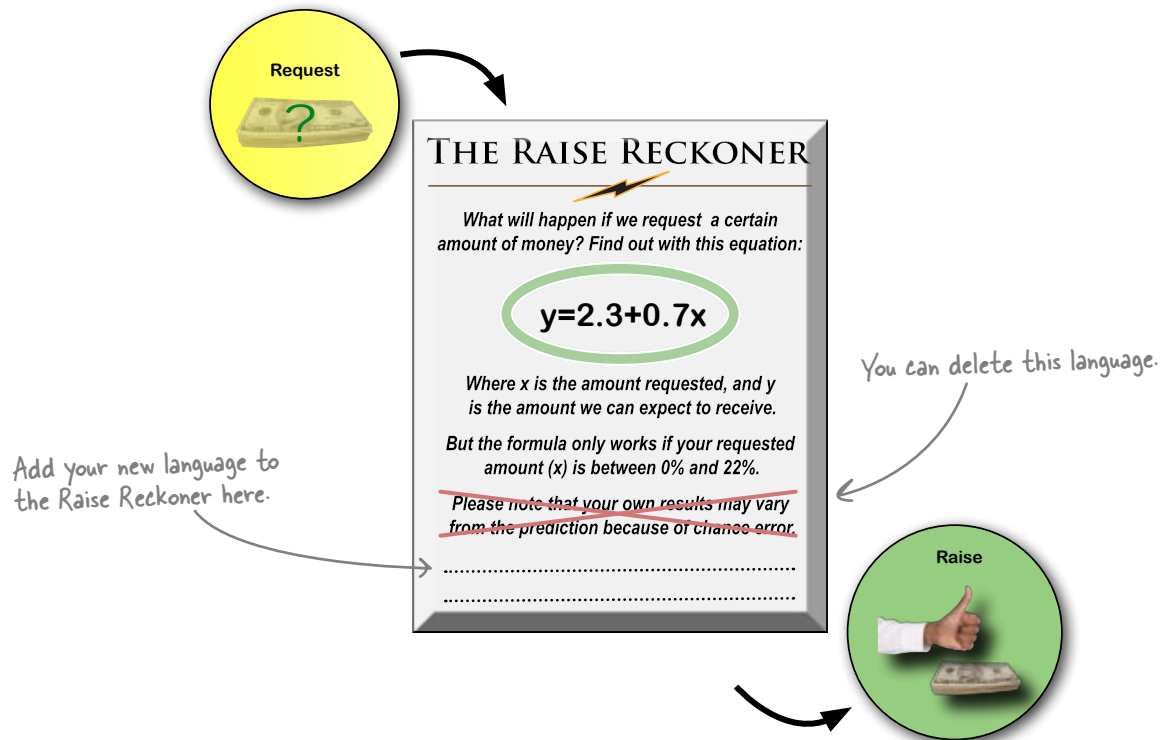 Request
?
THE RAISE RECKONER
What will happen if we request a certain
amount of money? Find out with this equation:
y=2.3+0.7x
Where x is the amount requested, and y
is the amount we can expect to receive.
But the formula only works if your requested
amount (x) is between 0% and 22%.
Please note that your own results may vary
from the prediction because of chance error.
You can delete this language.
Add your new language to
the Raise Reckoner here.
Raise